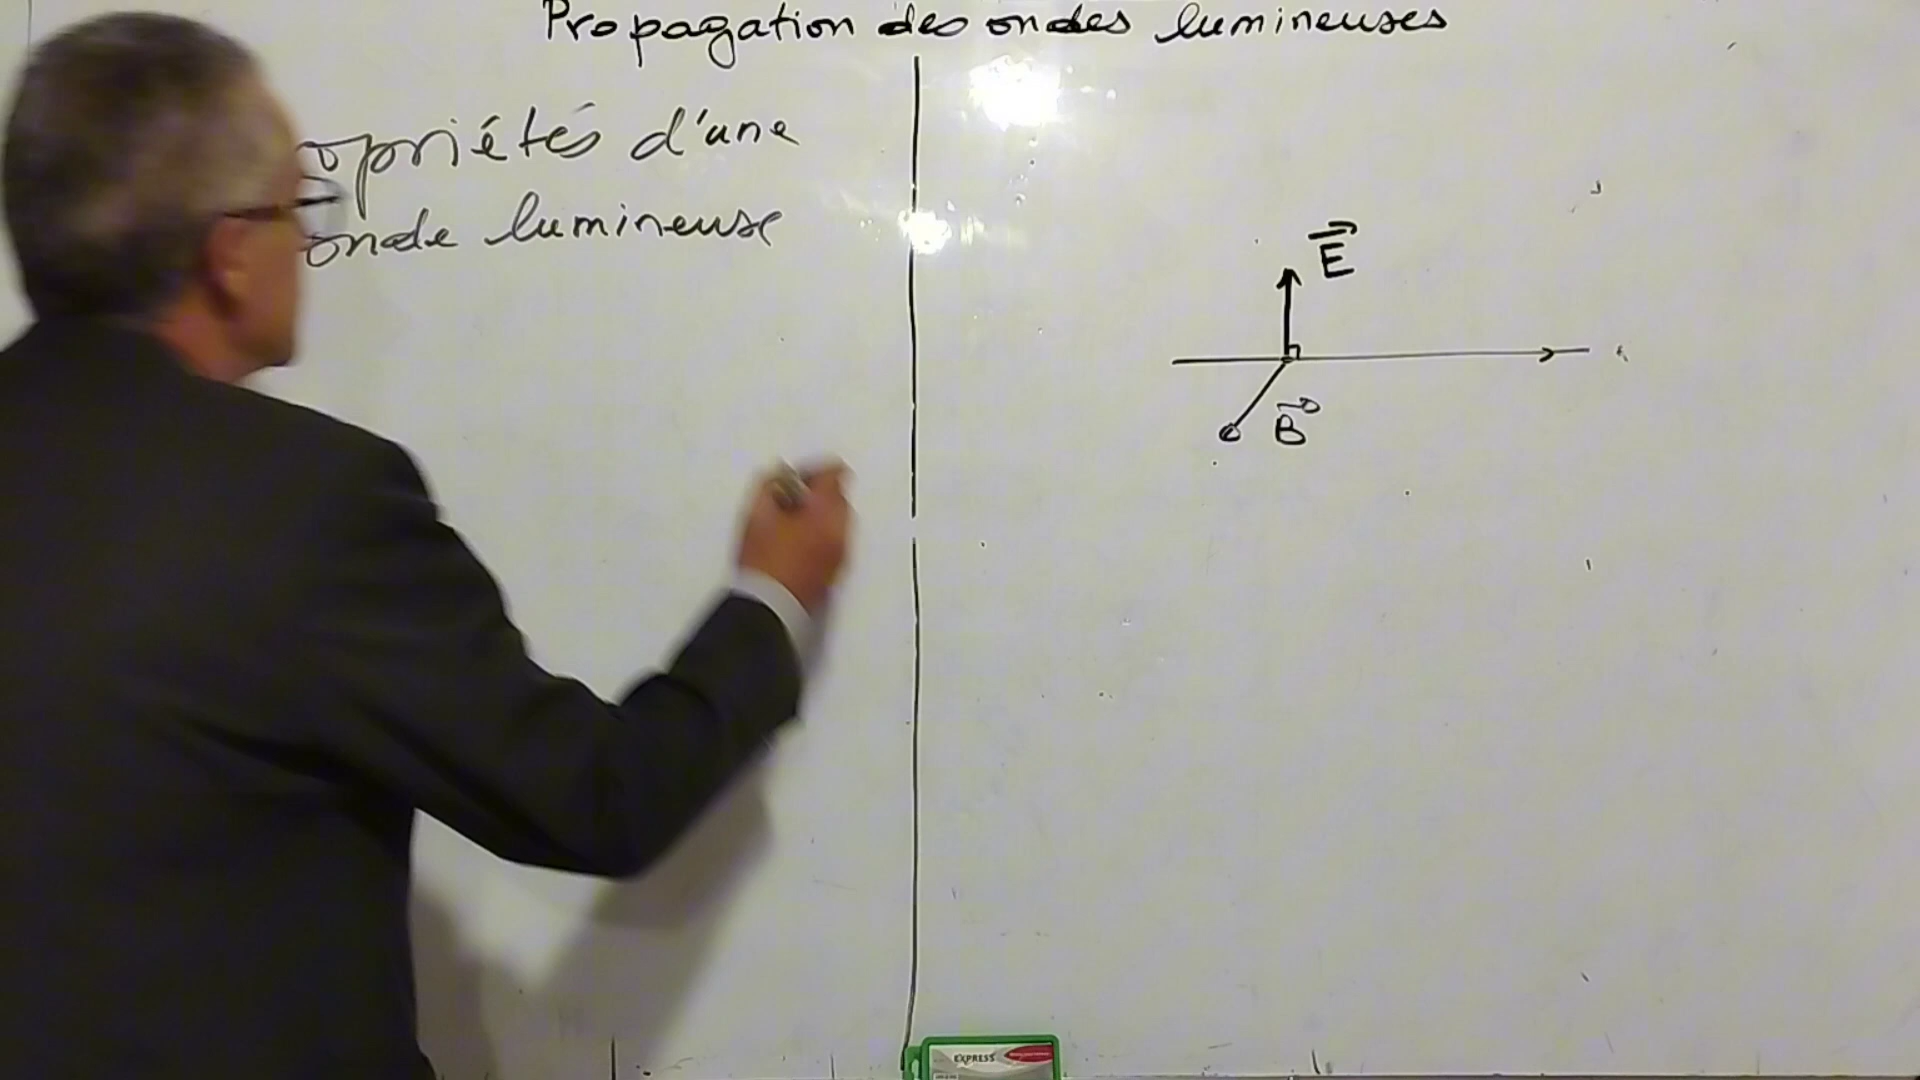 Propagation des ondes lumineuses
opriétés d'une
onde lumineuse
E
B
EXPRESS